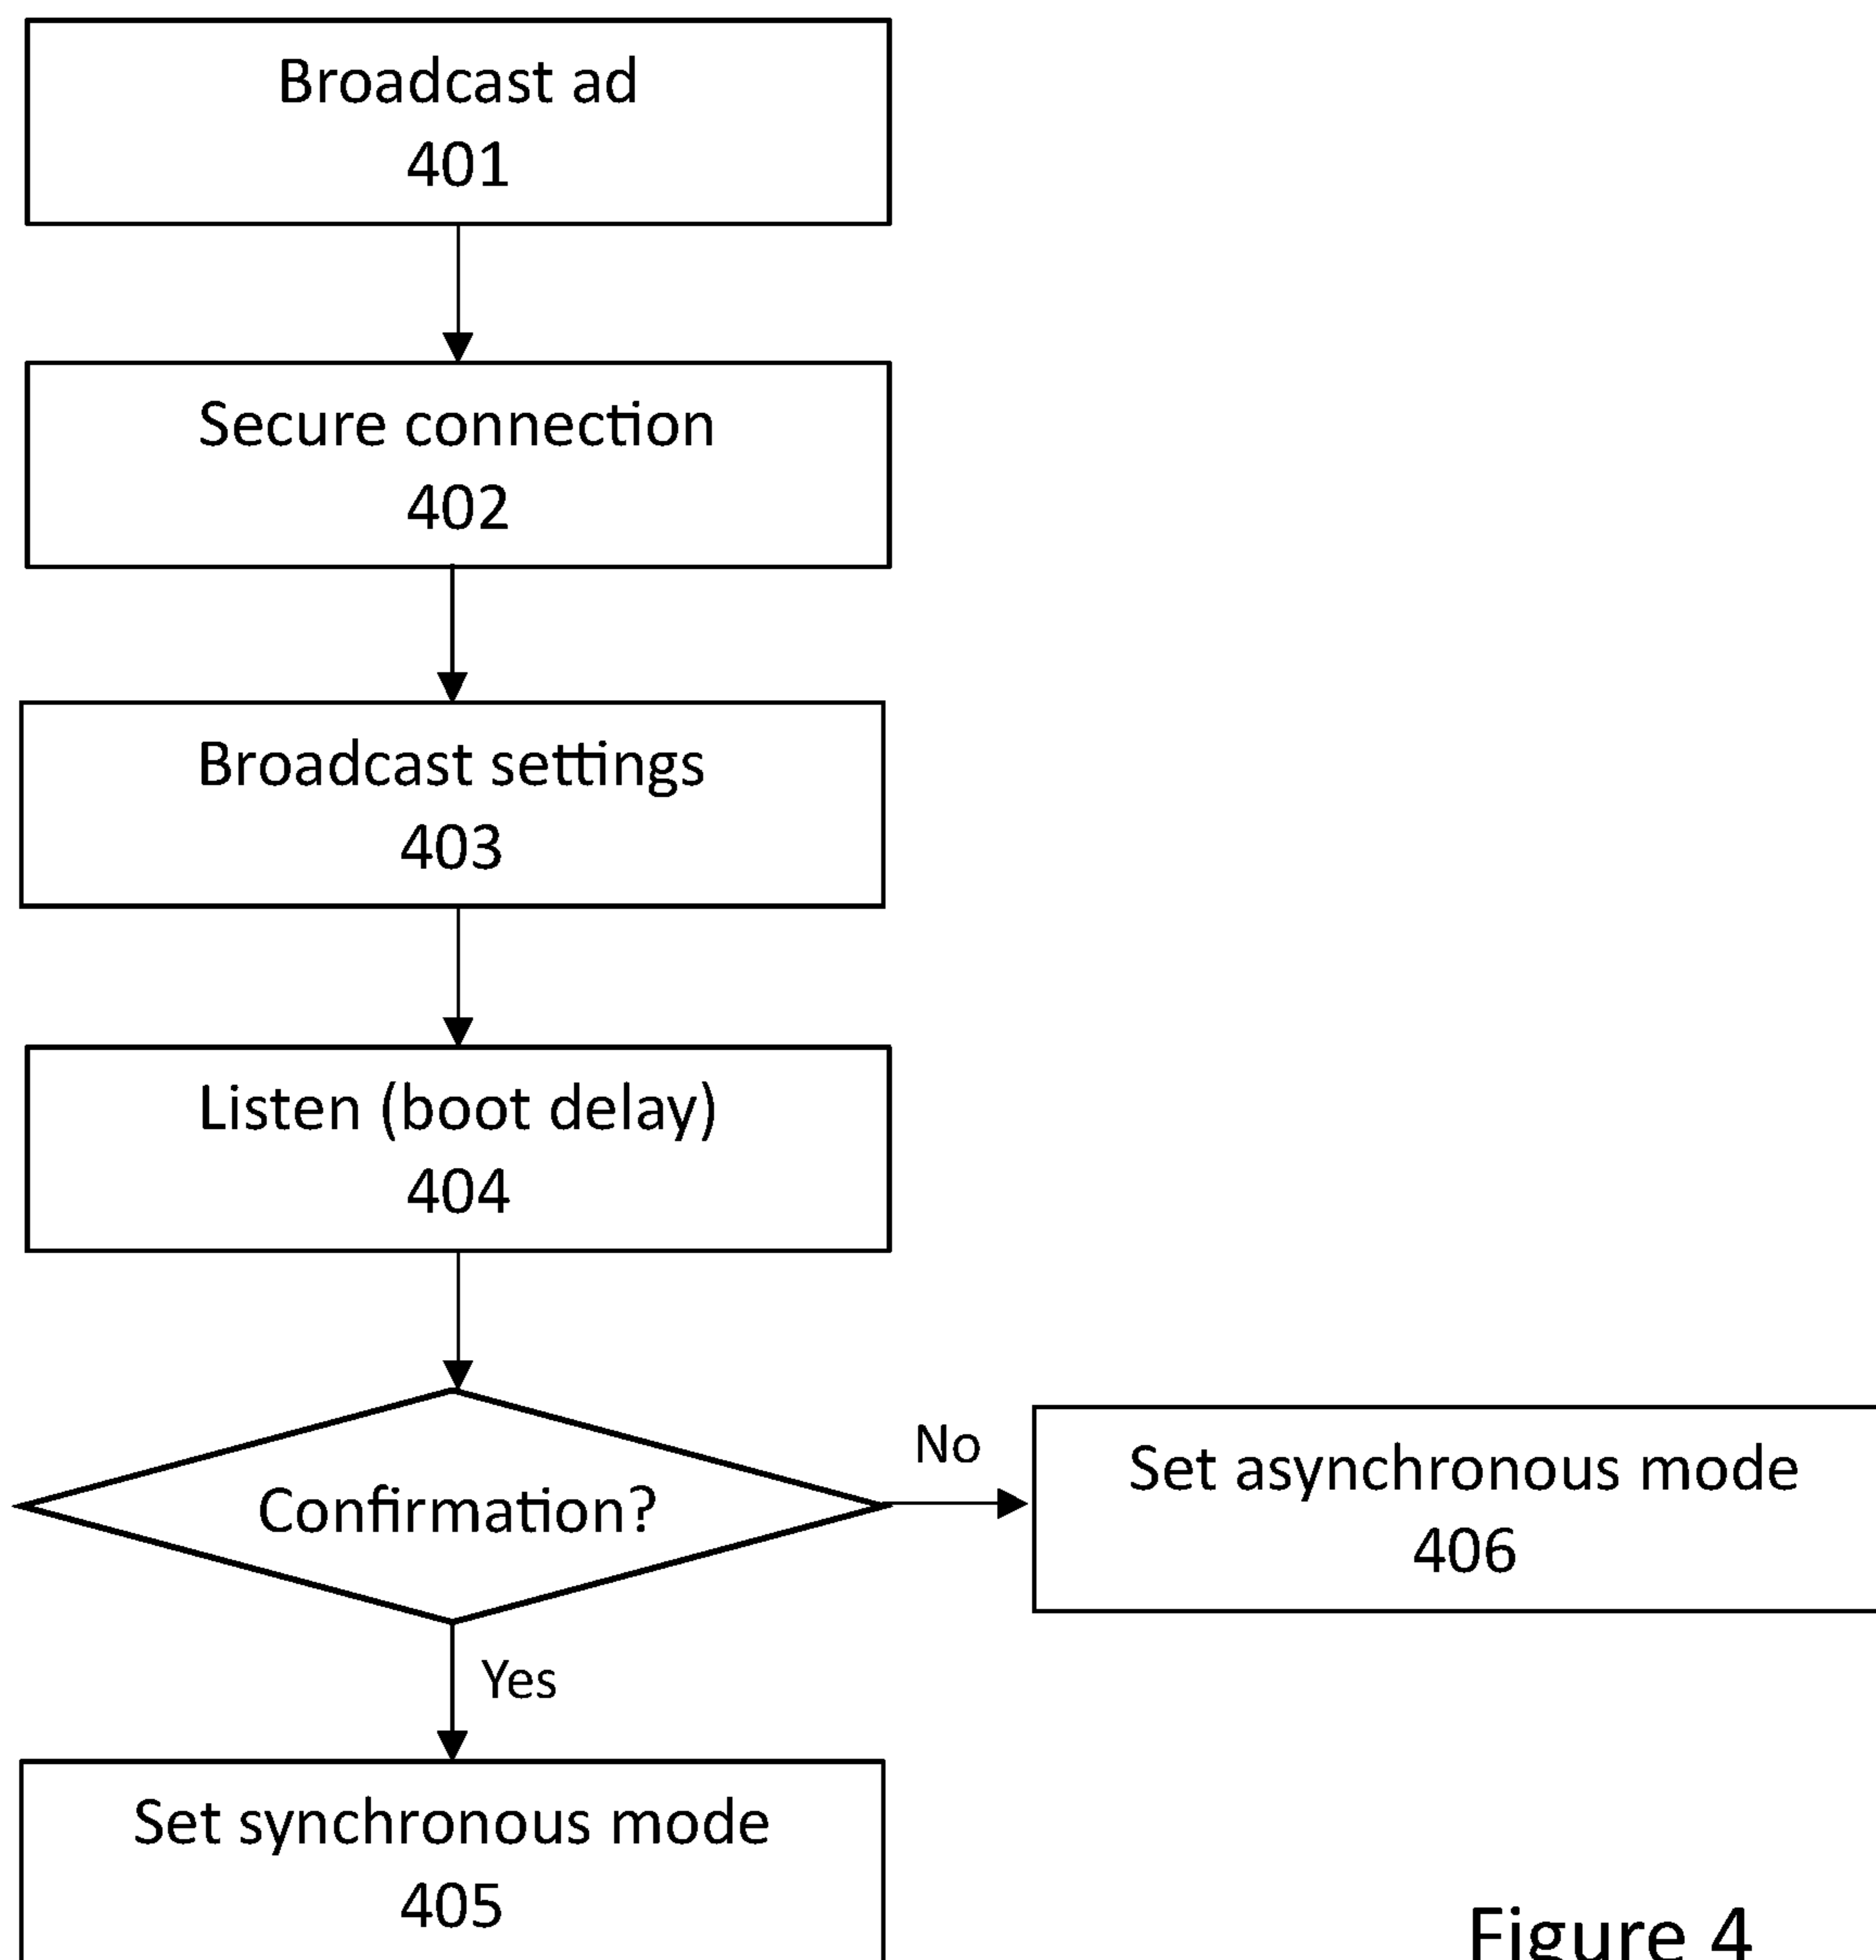 Broadcast ad
401
Secure connection
402
Broadcast settings
403
Listen (boot delay)
404
Confirmation?
No
Set asynchronous mode
406
Yes
Set synchronous mode
405
Figure 4